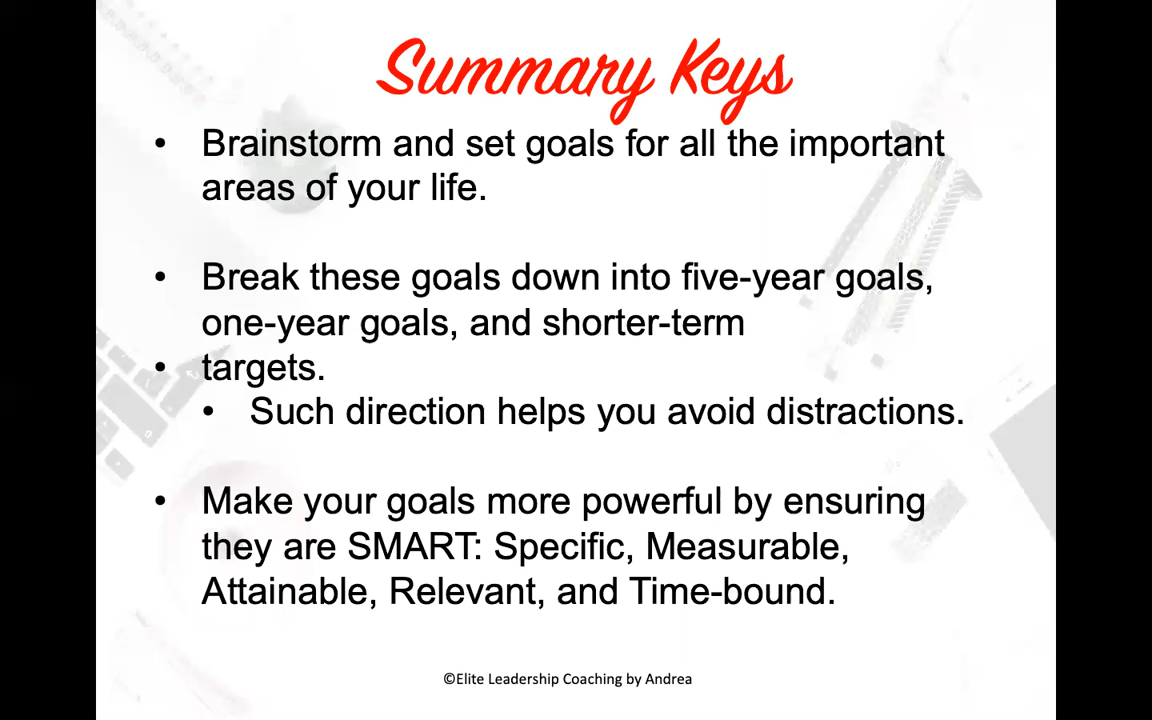 Summary Keys
• Brainstorm and set goals for all the important
areas of your life.
• Break these goals down into five-year goals,
one-year goals, and shorter-term
• targets.
• Such direction helps you avoid distractions.
• Make your goals more powerful by ensuring
they are SMART: Specific, Measurable,
Attainable, Relevant, and Time-bound.
©Elite Leadership Coaching by Andrea